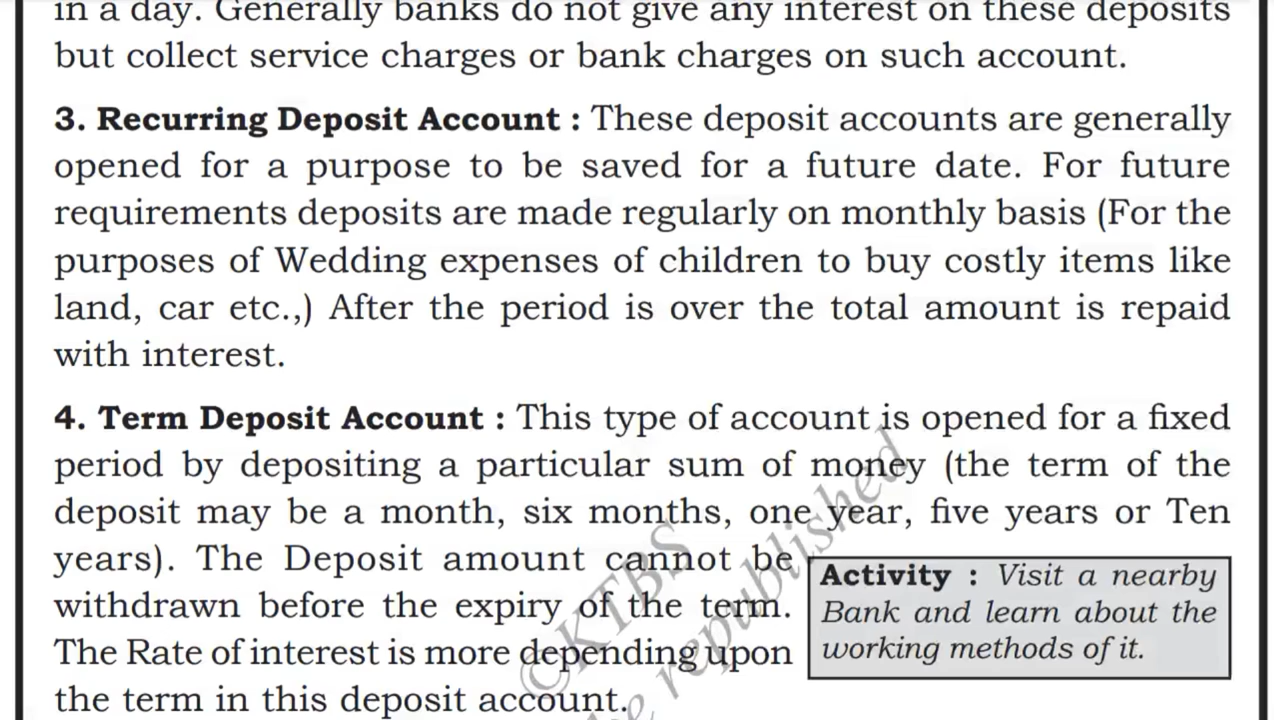 in a day. Generally banks do not give any interest on these deposits
but collect service charges or bank charges on such account.
3. Recurring Deposit Account : These deposit accounts are generally
opened for a purpose to be saved for a future date. For future
requirements deposits are made regularly on monthly basis (For the
purposes of Wedding expenses of children to buy costly items like
land, car etc.,) After the period is over the total amount is repaid
with interest.
4. Term Deposit Account : This type of account is opened for a fixed
period by depositing a particular sum of money (the term of the
deposit may be a month, six months, one year, five years or Ten
years). The Deposit amount cannot be
withdrawn before the expiry of the term.
The Rate of interest is more depending upon
the term in this deposit account.
Activity : Visit a nearby
Bank and learn about the
working methods of it.
©KTBS
be republished